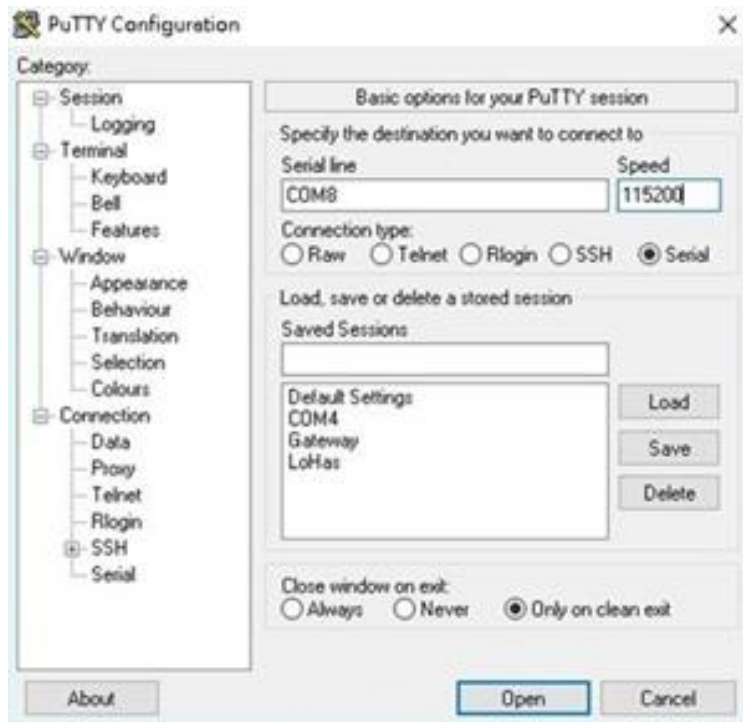 PuTTY Configuration
Category:
Session
Logging
Terminal
Keyboard
Bell
Features
Window
Appearance
Behaviour
Translation
Selection
Colours
Connection
Data
Proxy
Telnet
Rlogin
SSH
Serial
Basic options for your PuTTY session
Specify the destination you want to connect to
Serial line Speed
COM8 115200
Connection type:
Raw Telnet Rlogin SSH Serial
Load, save or delete a stored session
Saved Sessions
Default Settings
COM4
Gateway
LoHas
Load
Save
Delete
Close window on exit:
Always Never Only on clean exit
About Open Cancel